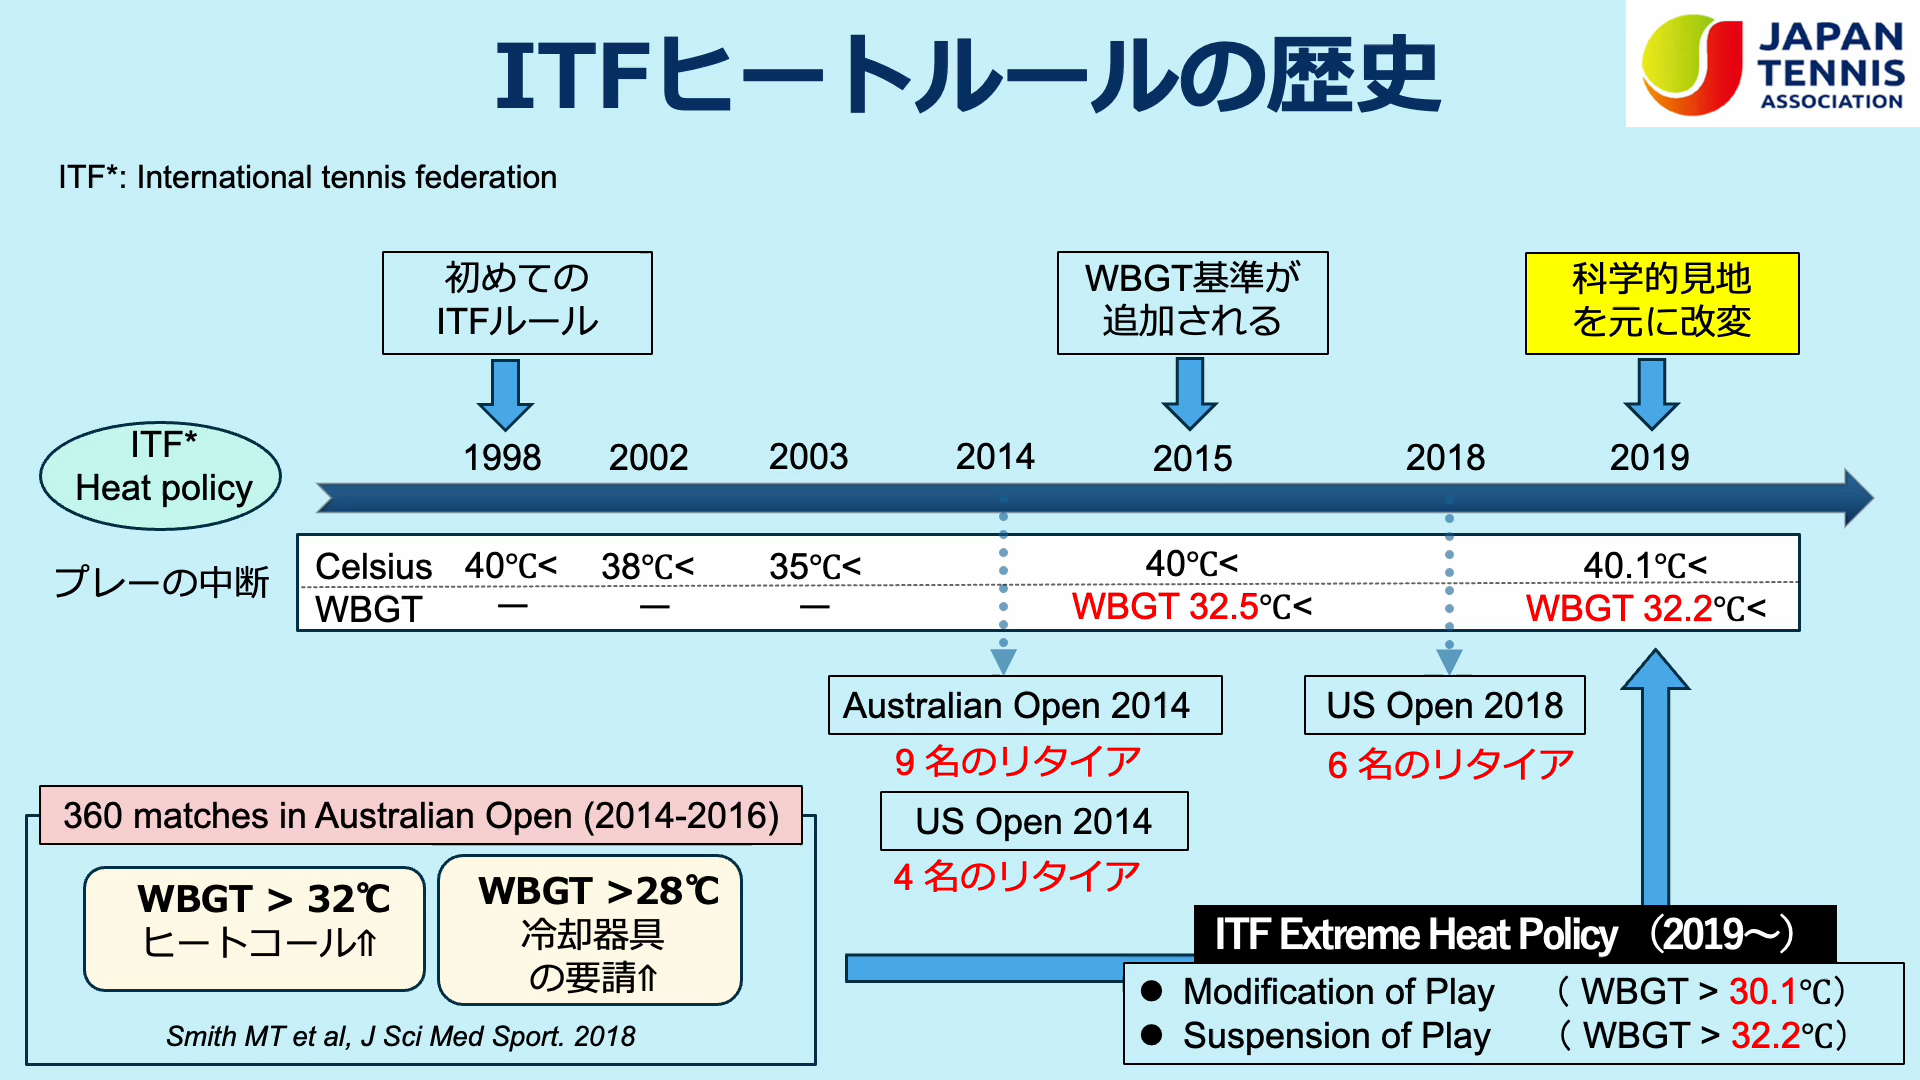 ITFヒートルールの歴史
JAPAN
TENNIS
ASSOCIATION
ITF*: International tennis federation
初めての
ITFルール
WBGT基準が
追加される
科学的見地
を元に改変
ITF*
Heat policy
1998 2002 2003 2014 2015 2018 2019
プレーの中断
Celsius 40℃< 38℃< 35℃< 40℃< 40.1℃<
WBGT ー ー ー WBGT 32.5℃< WBGT 32.2℃<
Australian Open 2014
9 名のリタイア
US Open 2014
4 名のリタイア
US Open 2018
6 名のリタイア
360 matches in Australian Open (2014-2016)
WBGT > 32℃
ヒートコール⇑
WBGT >28℃
冷却器具
の要請⇑
Smith MT et al, J Sci Med Sport. 2018
ITF Extreme Heat Policy （2019～）
● Modification of Play （ WBGT > 30.1℃）
● Suspension of Play （ WBGT > 32.2℃）